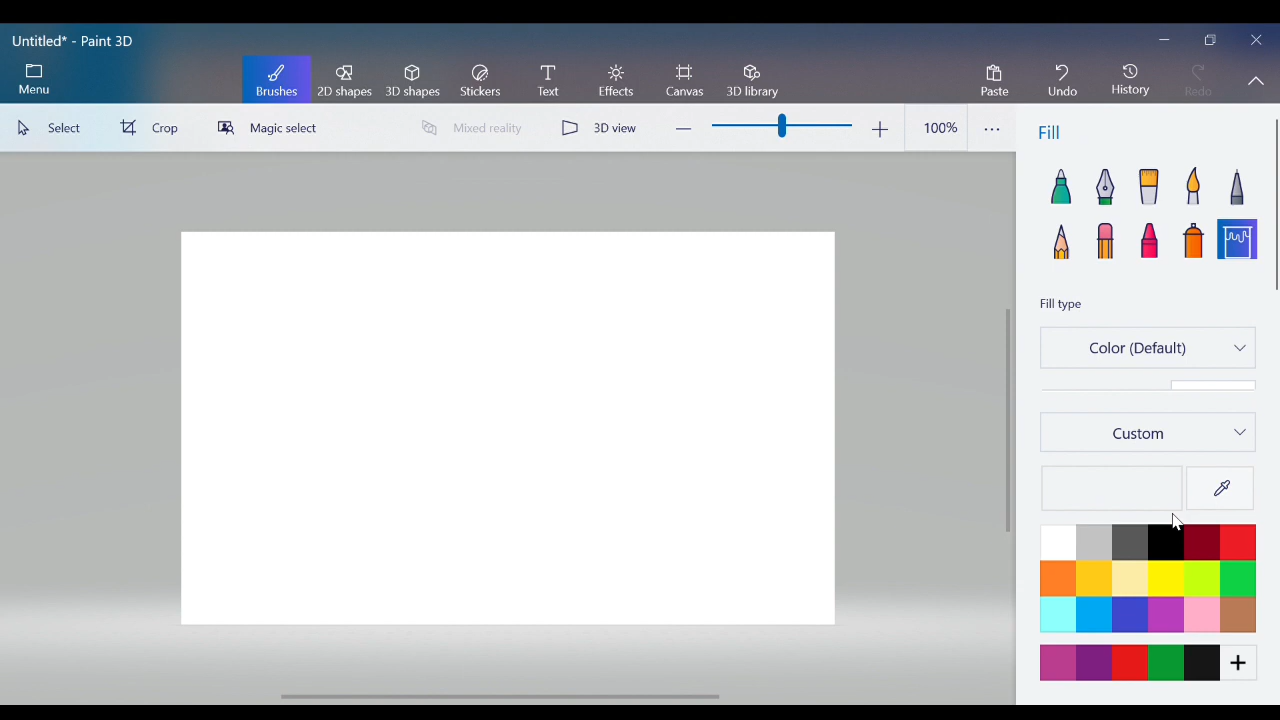 Untitled* - Paint 3D
Menu
Brushes
2D shapes
3D shapes
Stickers
Text
Effects
Canvas
3D library
Paste
Undo
History
Redo
Select
Crop
Magic select
Mixed reality
3D view
100%
Fill
Fill type
Color (Default)
Custom